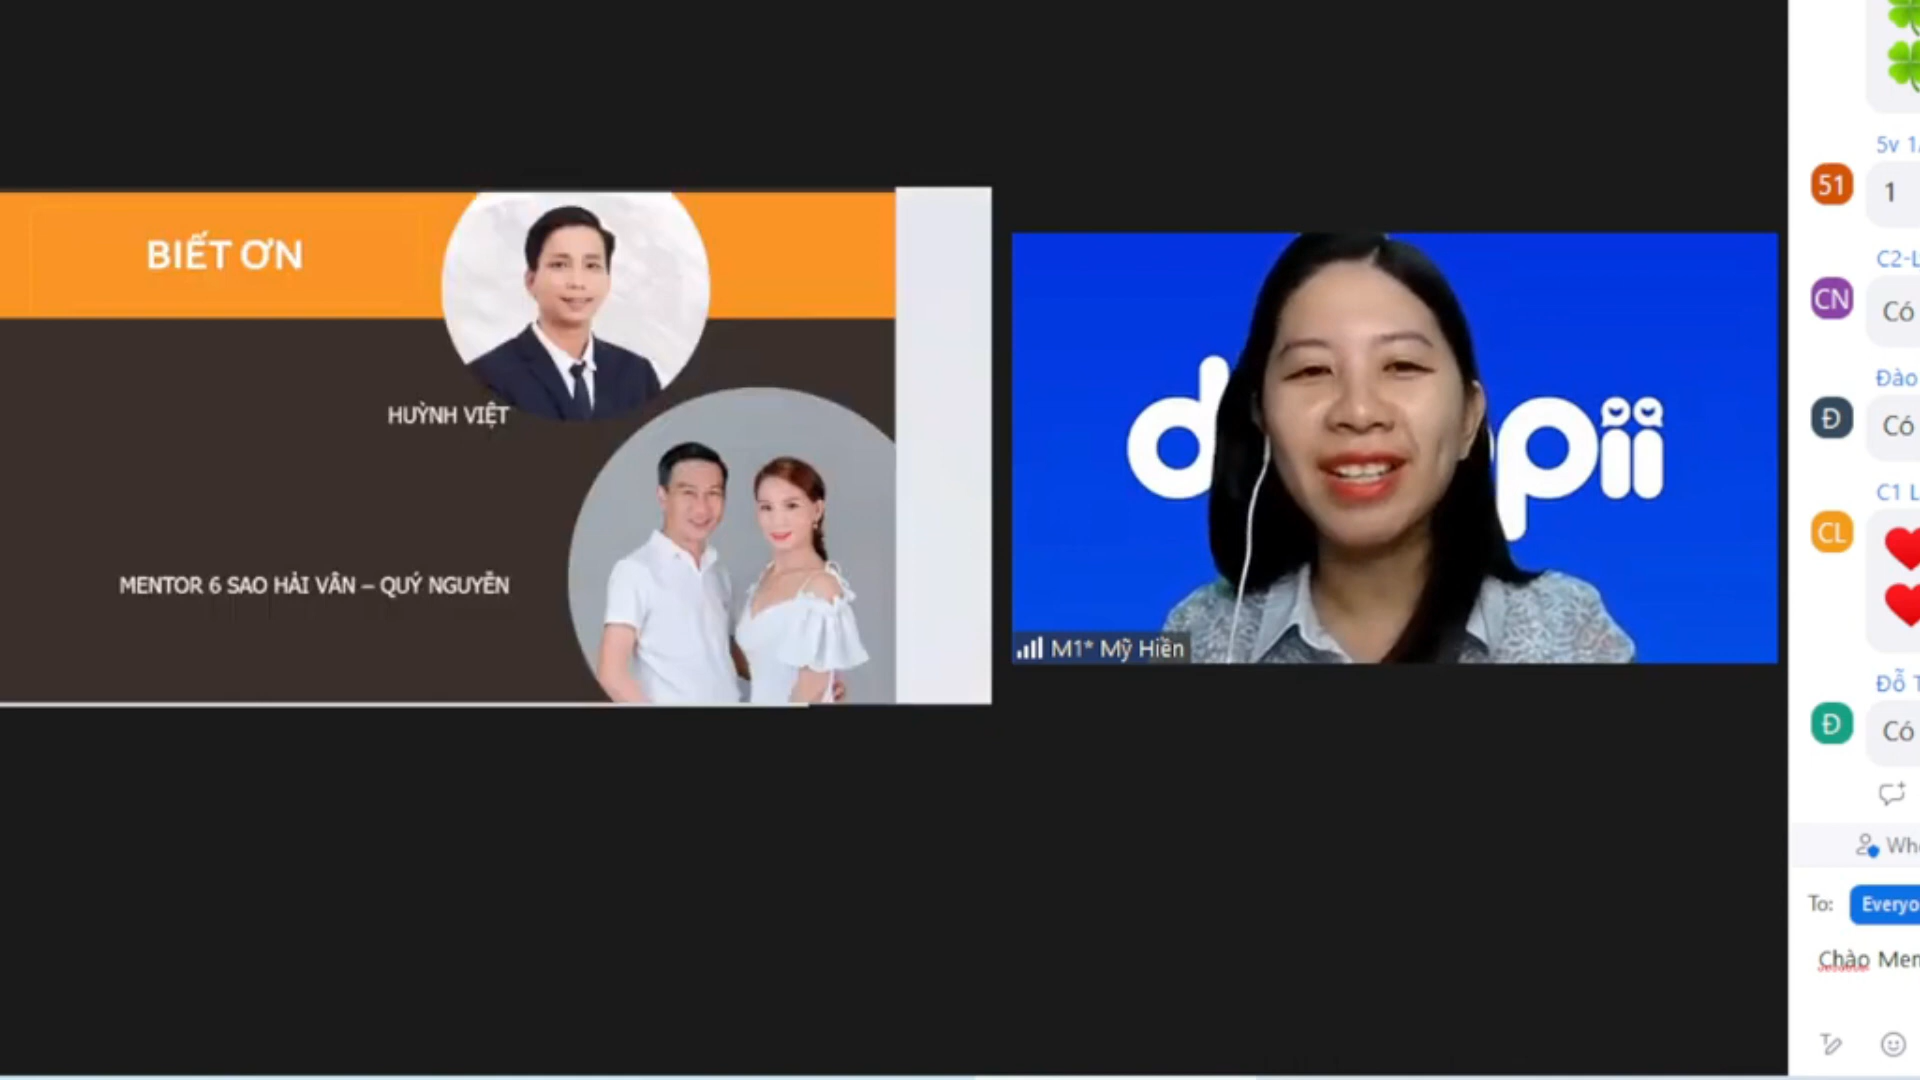 BIẾT ƠN
HUỲNH VIỆT
MENTOR 6 SAO HẢI VÂN – QUÝ NGUYỄN
M1* Mỹ Hiền
5v 1
51
1
C2-L
CN
Có
Đào
Đ
Có
C1 L
CL
Đỗ T
Đ
Có
To:
Chào